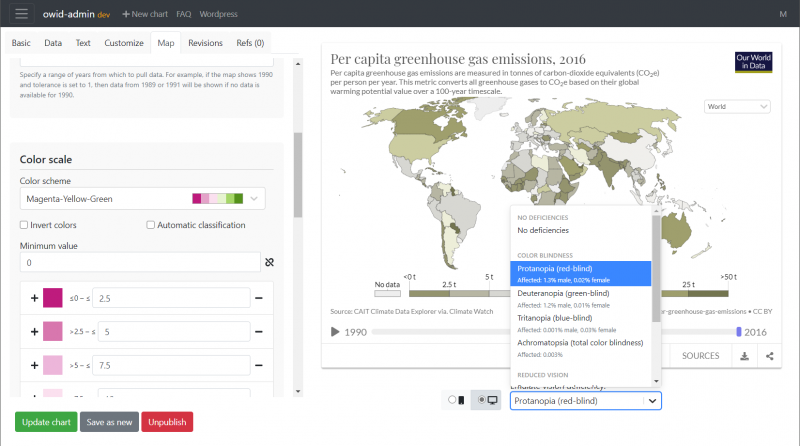 owid-admin dev
+ New chart
FAQ
Wordpress
M
Basic
Data
Text
Customize
Map
Revisions
Refs (0)
Specify a range of years from which to pull data. For example, if the map shows 1990
and tolerance is set to 1, then data from 1989 or 1991 will be shown if no data is
available for 1990.
Color scale
Color scheme
Magenta-Yellow-Green
Invert colors
Automatic classification
Minimum value
0
+
≤0 – ≤
2.5
−
+
>2.5 – ≤
5
−
+
>5 – ≤
7.5
−
Update chart
Save as new
Unpublish
Per capita greenhouse gas emissions, 2016
Our World
in Data
Per capita greenhouse gas emissions are measured in tonnes of carbon-dioxide equivalents (CO₂e)
per person per year. This metric converts all greenhouse gases to CO₂e based on their global
warming potential value over a 100-year timescale.
World
No data
<0 t
2.5 t
5 t
25 t
>50 t
Source: CAIT Climate Data Explorer via. Climate Watch
r-greenhouse-gas-emissions • CC BY
1990
2016
SOURCES
NO DEFICIENCIES
No deficiencies
COLOR BLINDNESS
Protanopia (red-blind)
Affected: 1.3% male, 0.02% female
Deuteranopia (green-blind)
Affected: 1.2% male, 0.01% female
Tritanopia (blue-blind)
Affected: 0.001% male, 0.03% female
Achromatopsia (total color blindness)
Affected: 0.003%
REDUCED VISION
Protanopia (red-blind)